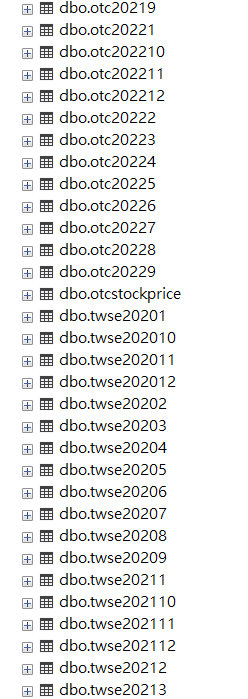 dbo.otc20219
dbo.otc20221
dbo.otc202210
dbo.otc202211
dbo.otc202212
dbo.otc20222
dbo.otc20223
dbo.otc20224
dbo.otc20225
dbo.otc20226
dbo.otc20227
dbo.otc20228
dbo.otc20229
dbo.otcstockprice
dbo.twse20201
dbo.twse202010
dbo.twse202011
dbo.twse202012
dbo.twse20202
dbo.twse20203
dbo.twse20204
dbo.twse20205
dbo.twse20206
dbo.twse20207
dbo.twse20208
dbo.twse20209
dbo.twse20211
dbo.twse202110
dbo.twse202111
dbo.twse202112
dbo.twse20212
dbo.twse20213